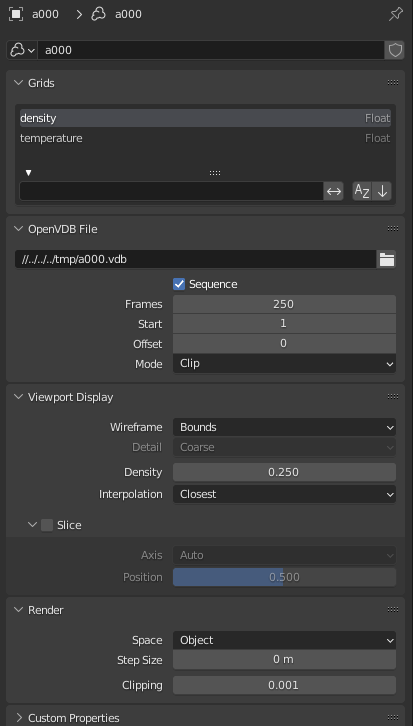 a000 a000
a000
Grids
density Float
temperature Float
AZ
OpenVDB File
//../../../tmp/a000.vdb
Sequence
Frames 250
Start 1
Offset 0
Mode Clip
Viewport Display
Wireframe Bounds
Detail Coarse
Density 0.250
Interpolation Closest
Slice
Axis Auto
Position 0.500
Render
Space Object
Step Size 0 m
Clipping 0.001
Custom Properties